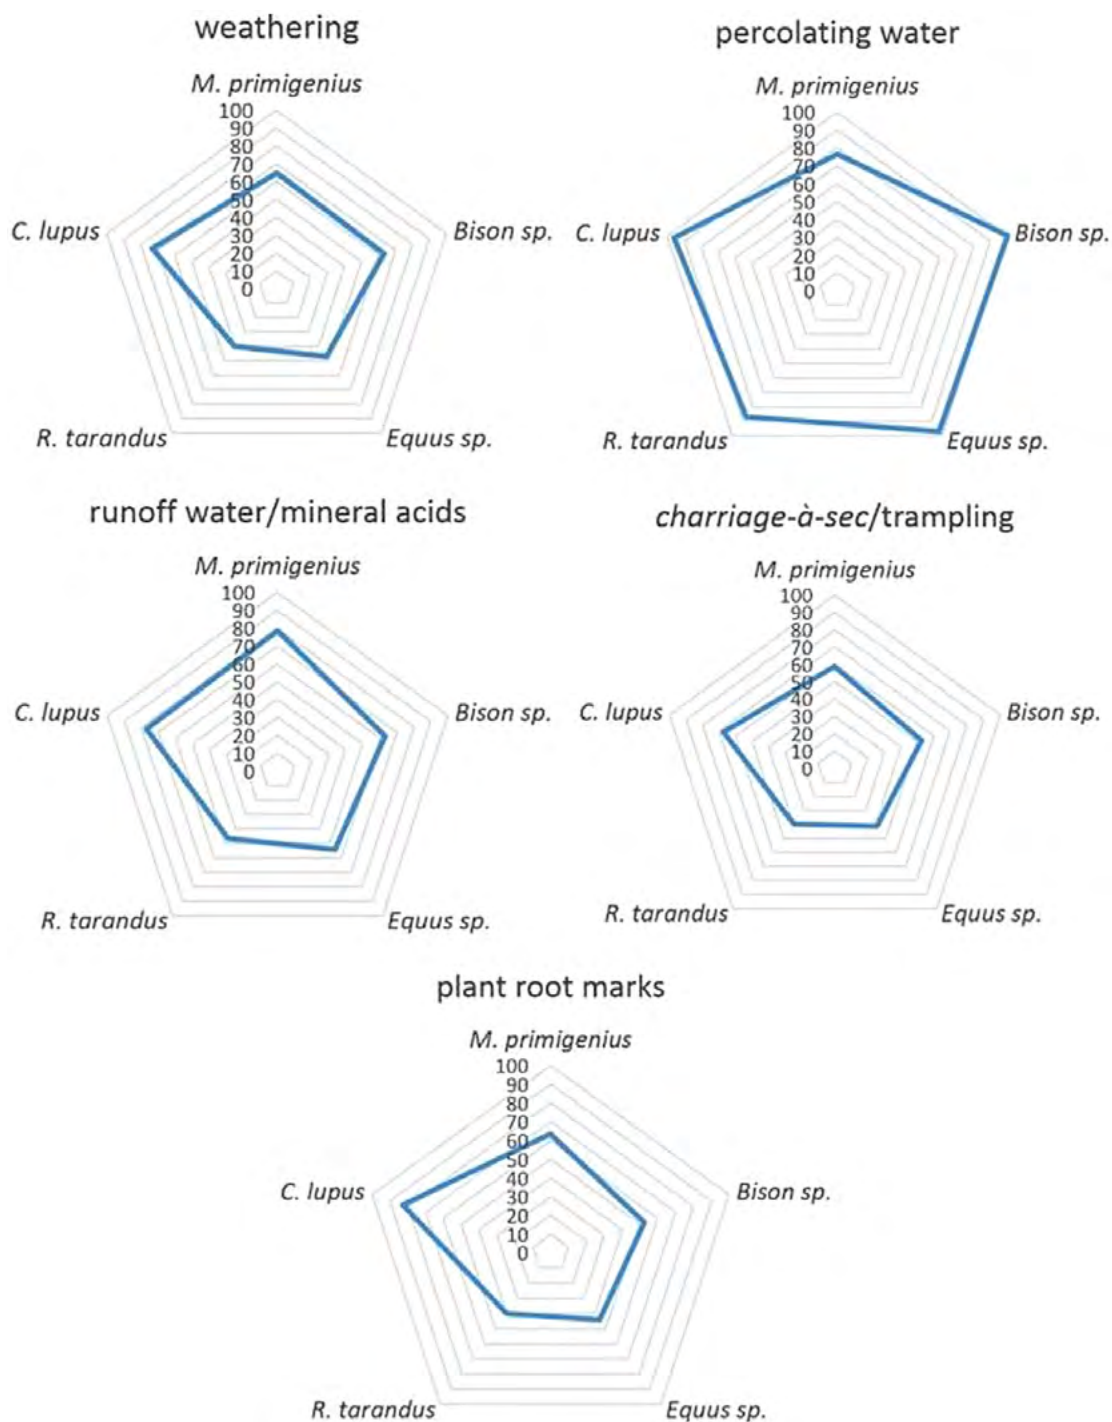 weathering
M. primigenius
100
90
80
70
60
50
40
30
20
10
0
C. lupus
Bison sp.
R. tarandus
Equus sp.
percolating water
M. primigenius
100
90
80
70
60
50
40
30
20
10
0
C. lupus
Bison sp.
R. tarandus
Equus sp.
runoff water/mineral acids
M. primigenius
100
90
80
70
60
50
40
30
20
10
0
C. lupus
Bison sp.
R. tarandus
Equus sp.
charriage-à-sec/trampling
M. primigenius
100
90
80
70
60
50
40
30
20
10
0
C. lupus
Bison sp.
R. tarandus
Equus sp.
plant root marks
M. primigenius
100
90
80
70
60
50
40
30
20
10
0
C. lupus
Bison sp.
R. tarandus
Equus sp.